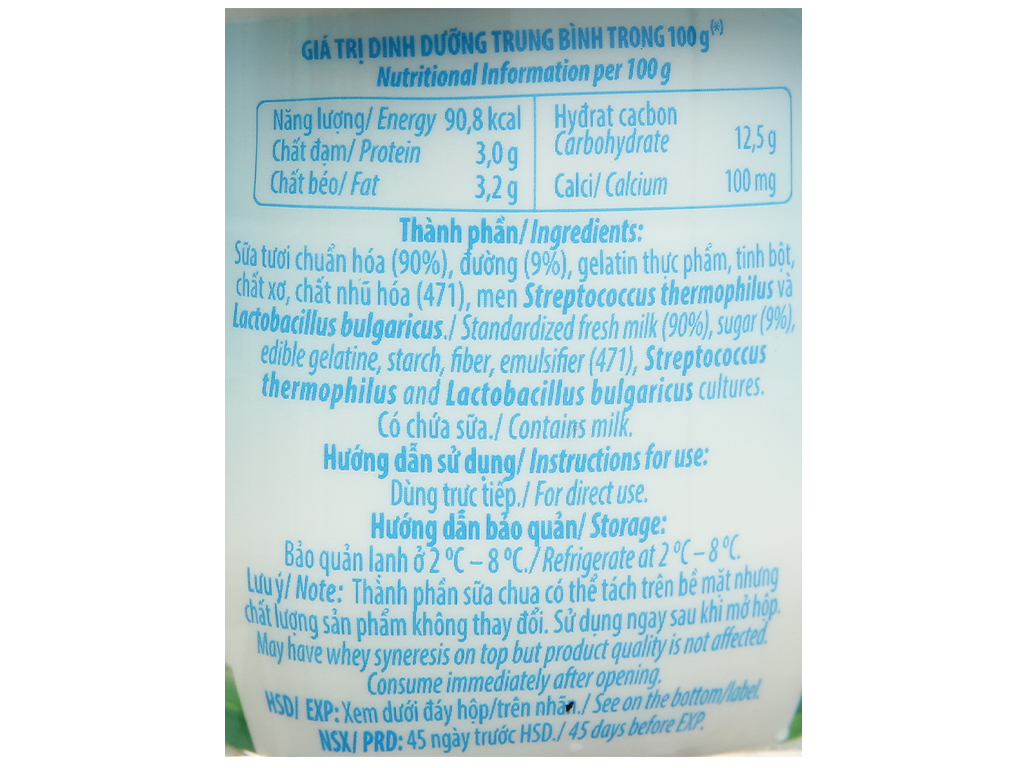 GIÁ TRỊ DINH DƯỠNG TRUNG BÌNH TRONG 100 g(*)
Nutritional Information per 100 g
Năng lượng/ Energy 90,8 kcal
Chất đạm/ Protein 3,0 g
Chất béo/ Fat 3,2 g
Hyđrat cacbon
Carbohydrate 12,5 g
Calci/ Calcium 100 mg
Thành phần/ Ingredients:
Sữa tươi chuẩn hóa (90%), đường (9%), gelatin thực phẩm, tinh bột,
chất xơ, chất nhũ hóa (471), men Streptococcus thermophilus và
Lactobacillus bulgaricus./ Standardized fresh milk (90%), sugar (9%),
edible gelatine, starch, fiber, emulsifier (471), Streptococcus
thermophilus and Lactobacillus bulgaricus cultures.
Có chứa sữa./ Contains milk.
Hướng dẫn sử dụng/ Instructions for use:
Dùng trực tiếp./ For direct use.
Hướng dẫn bảo quản/ Storage:
Bảo quản lạnh ở 2 °C – 8 °C./ Refrigerate at 2 °C – 8 °C.
Lưu ý/ Note: Thành phần sữa chua có thể tách trên bề mặt nhưng
chất lượng sản phẩm không thay đổi. Sử dụng ngay sau khi mở hộp.
May have whey syneresis on top but product quality is not affected.
Consume immediately after opening.
HSD/ EXP: Xem dưới đáy hộp/trên nhãn./ See on the bottom/label.
NSX/ PRD: 45 ngày trước HSD./ 45 days before EXP.